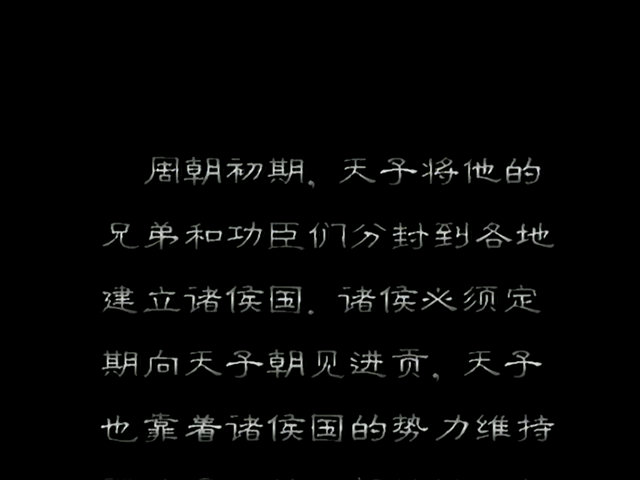 周朝初期，天子将他的
兄弟和功臣们分封到各地
建立诸侯国．诸侯必须定
期向天子朝见进贡，天子
也靠着诸侯国的势力维持